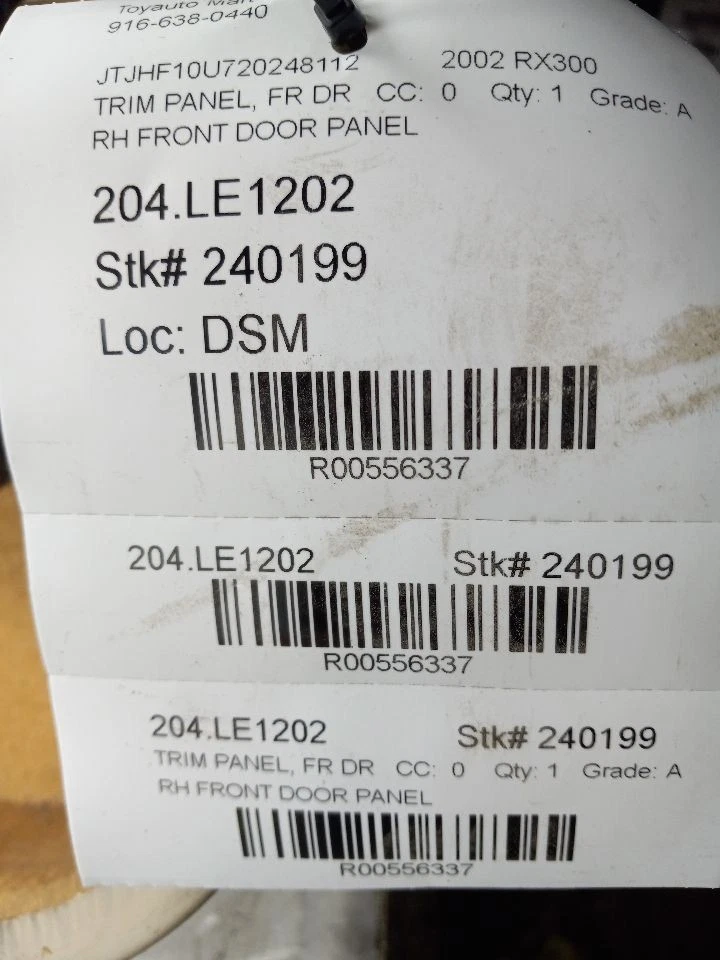 Toyauto Man
916-638-0440
JTJHF10U720248112 2002 RX300
TRIM PANEL, FR DR CC: 0 Qty: 1 Grade: A
RH FRONT DOOR PANEL
204.LE1202
Stk# 240199
Loc: DSM
R00556337
204.LE1202 Stk# 240199
R00556337
204.LE1202 Stk# 240199
TRIM PANEL, FR DR CC: 0 Qty: 1 Grade: A
RH FRONT DOOR PANEL
R00556337